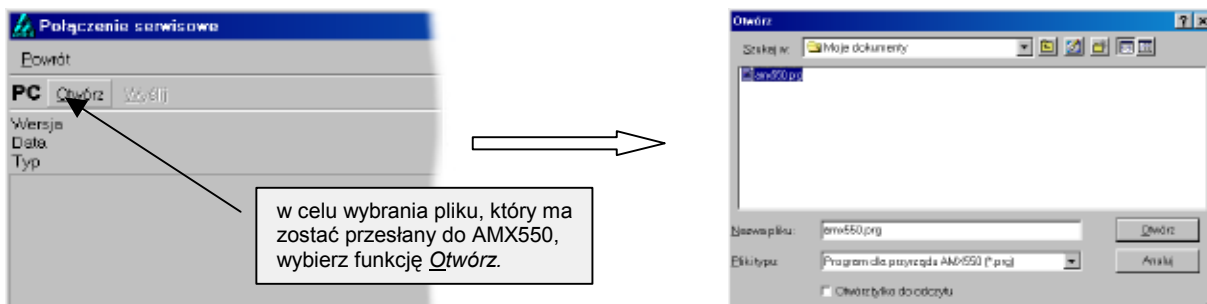 Połączenie serwisowe
Powrót
PC Otwórz Wyślij
Wersja
Data
Typ
w celu wybrania pliku, który ma
zostać przesłany do AMX550,
wybierz funkcję Otwórz.
Otwórz
Szukaj w: Moje dokumenty
amx550.prg
Nazwa pliku: amx550.prg Otwórz
Pliki typu: Program dla przyrządu AMX550 (*.prg) Anuluj
Otwórz tylko do odczytu